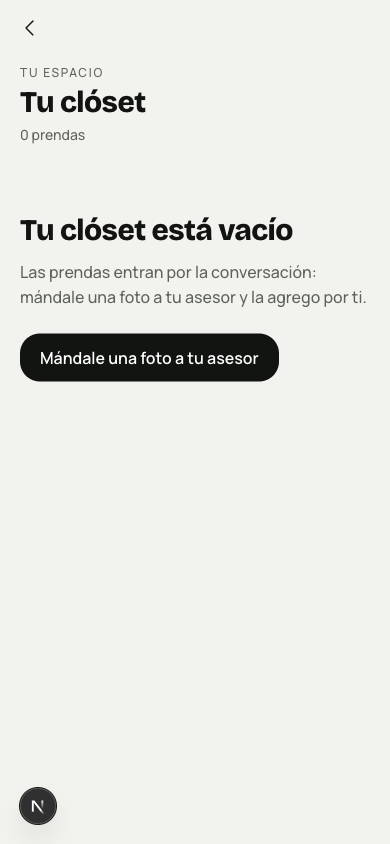 TU ESPACIO
Tu clóset
0 prendas
Tu clóset está vacío
Las prendas entran por la conversación:
mándale una foto a tu asesor y la agrego por ti.
Mándale una foto a tu asesor
N